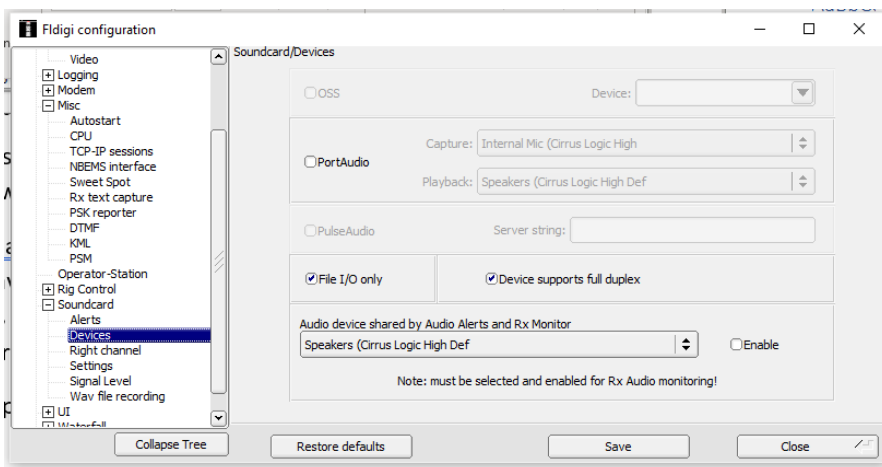 Fldigi configuration
Video
Logging
Modem
Misc
Autostart
CPU
TCP-IP sessions
NBEMS interface
Sweet Spot
Rx text capture
PSK reporter
DTMF
KML
PSM
Operator-Station
Rig Control
Soundcard
Alerts
Devices
Right channel
Settings
Signal Level
Wav file recording
UI
Waterfall
Collapse Tree
Soundcard/Devices
OSS
Device:
PortAudio
Capture: Internal Mic (Cirrus Logic High
Playback: Speakers (Cirrus Logic High Def
PulseAudio
Server string:
File I/O only
Device supports full duplex
Audio device shared by Audio Alerts and Rx Monitor
Speakers (Cirrus Logic High Def
Enable
Note: must be selected and enabled for Rx Audio monitoring!
Restore defaults
Save
Close